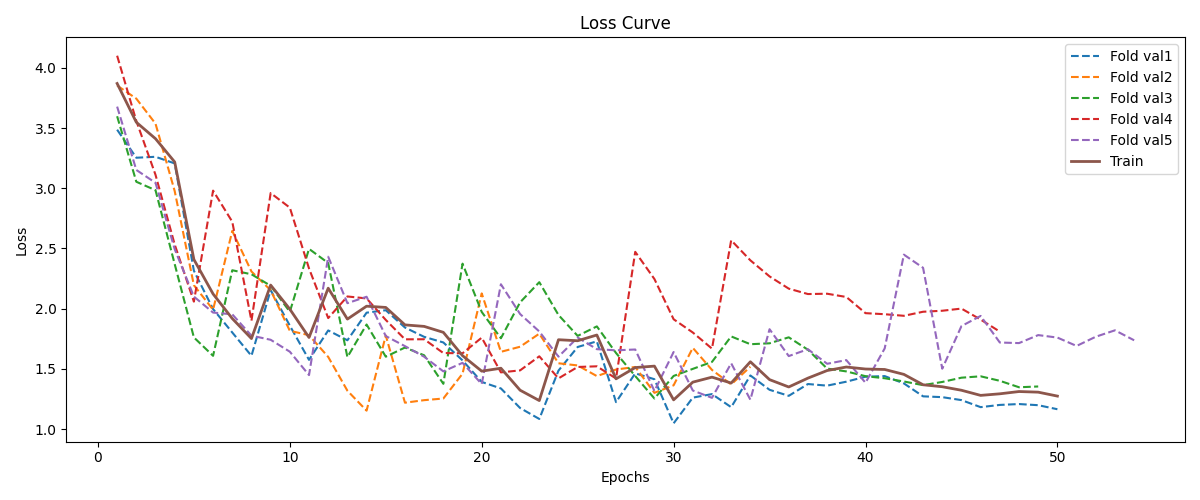 Loss Curve
Loss
4.0
3.5
3.0
2.5
2.0
1.5
1.0
0
10
20
30
40
50
Epochs
Fold val1
Fold val2
Fold val3
Fold val4
Fold val5
Train